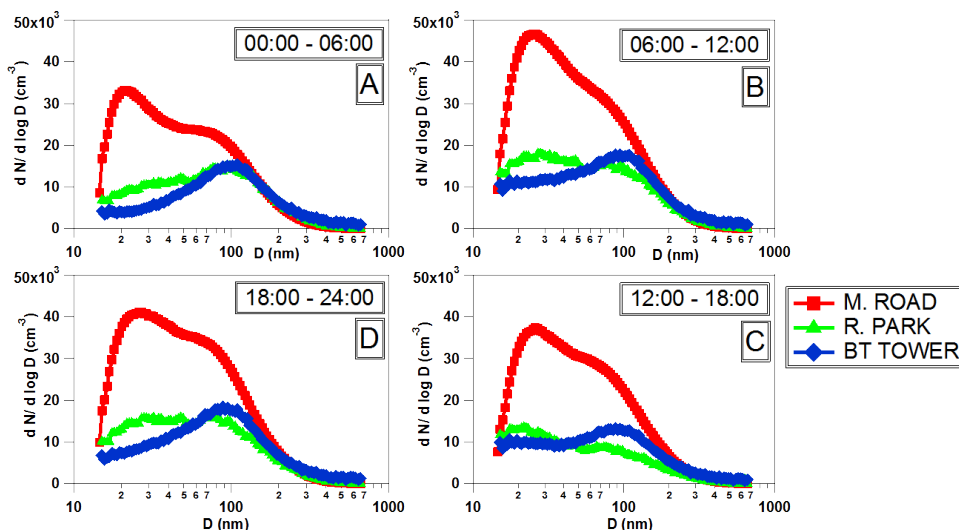 50x10³
00:00 - 06:00
A
40
30
20
10
0
d N/ d log D (cm⁻³)
2 3 4 5 6 7 2 3 4 5 6 7
10 100 1000
D (nm)
50x10³
06:00 - 12:00
B
40
30
20
10
0
d N/ d log D (cm⁻³)
2 3 4 5 6 7 2 3 4 5 6 7
10 100 1000
D (nm)
50x10³
18:00 - 24:00
D
40
30
20
10
0
d N/ d log D (cm⁻³)
2 3 4 5 6 7 2 3 4 5 6 7
10 100 1000
D (nm)
50x10³
12:00 - 18:00
C
40
30
20
10
0
d N/ d log D (cm⁻³)
2 3 4 5 6 7 2 3 4 5 6 7
10 100 1000
D (nm)
M. ROAD
R. PARK
BT TOWER